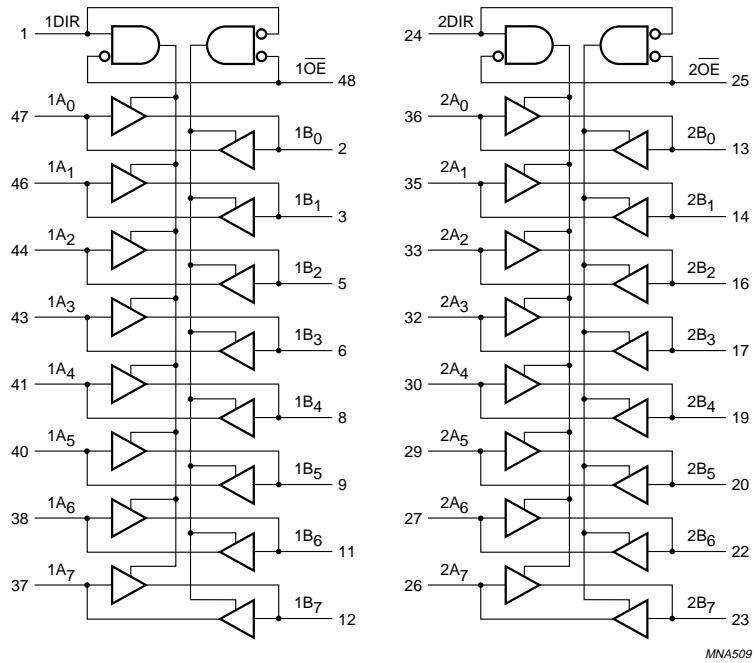 1 1DIR
1OE
48
47 1A0
1B0
2
46 1A1
1B1
3
44 1A2
1B2
5
43 1A3
1B3
6
41 1A4
1B4
8
40 1A5
1B5
9
38 1A6
1B6
11
37 1A7
1B7
12
24 2DIR
2OE
25
36 2A0
2B0
13
35 2A1
2B1
14
33 2A2
2B2
16
32 2A3
2B3
17
30 2A4
2B4
19
29 2A5
2B5
20
27 2A6
2B6
22
26 2A7
2B7
23
MNA509